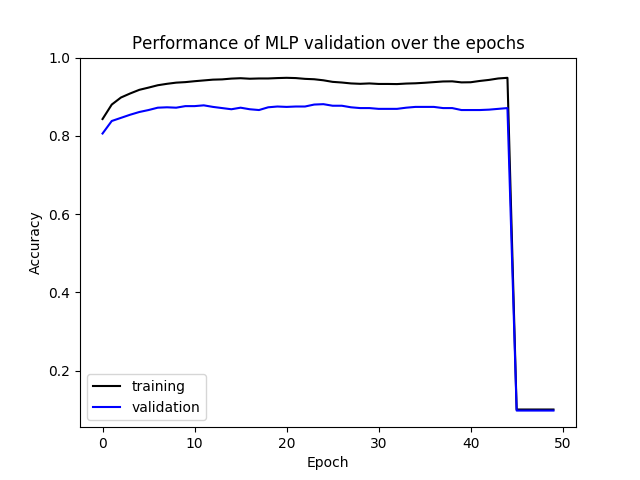 Performance of MLP validation over the epochs
1.0
0.8
0.6
0.4
0.2
Accuracy
training
validation
0 10 20 30 40 50
Epoch